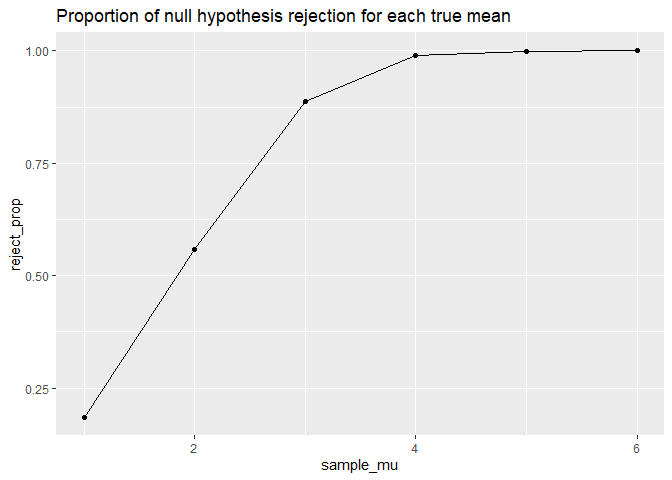 Proportion of null hypothesis rejection for each true mean
1.00
0.75
0.50
0.25
reject_prop
2 4 6
sample_mu